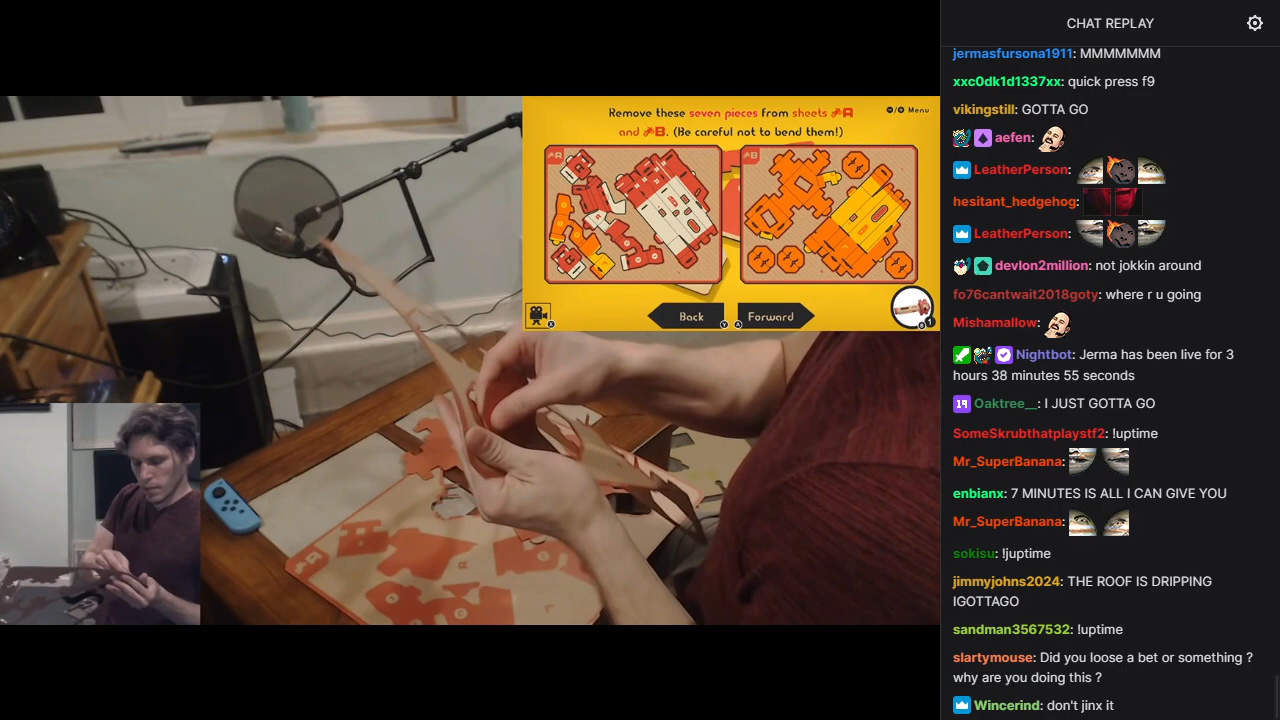 Remove these seven pieces from sheets A
and B. (Be careful not to bend them!)
Menu
A
B
Back
Forward
X
Y
A
1
A
CHAT REPLAY
jermasfursona1911: MMMMMMM
xxc0dk1d1337xx: quick press f9
vikingstill: GOTTA GO
aefen:
LeatherPerson:
hesitant_hedgehog:
LeatherPerson:
devlon2million: not jokkin around
fo76cantwait2018goty: where r u going
Mishamallow:
Nightbot: Jerma has been live for 3
hours 38 minutes 55 seconds
19 Oaktree__: I JUST GOTTA GO
SomeSkrubthatplaystf2: !uptime
Mr_SuperBanana:
enbianx: 7 MINUTES IS ALL I CAN GIVE YOU
Mr_SuperBanana:
sokisu: !juptime
jimmyjohns2024: THE ROOF IS DRIPPING
IGOTTAGO
sandman3567532: !uptime
slartymouse: Did you loose a bet or something ?
why are you doing this ?
Wincerind: don't jinx it